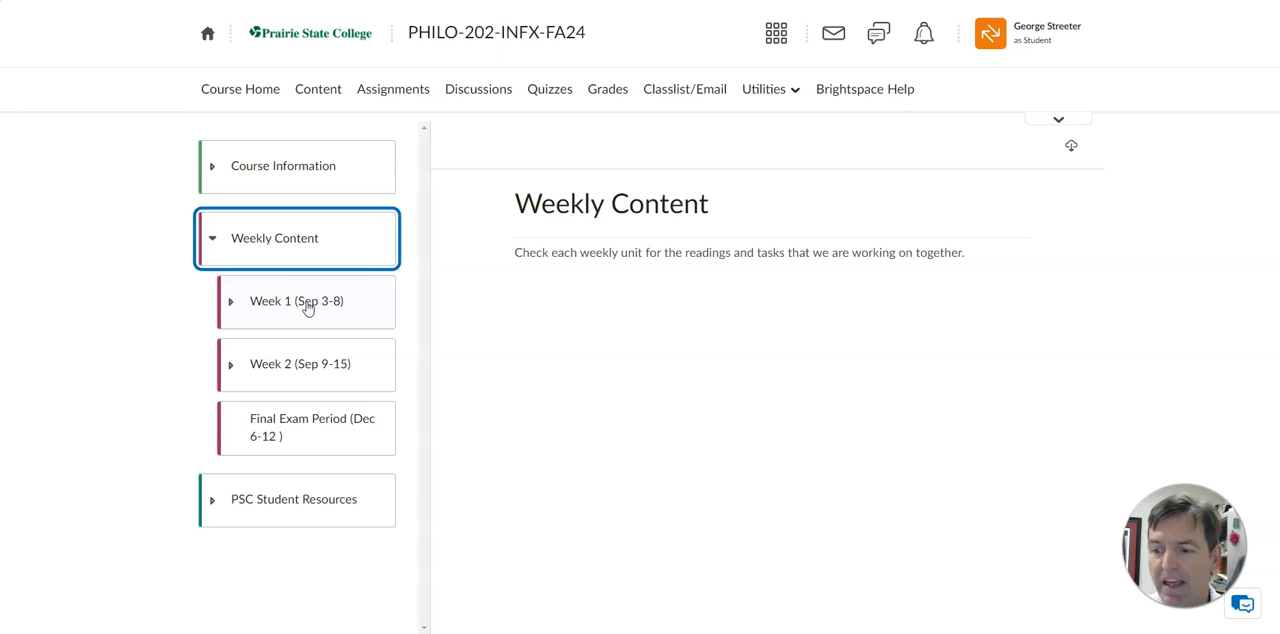 Prairie State College
PHILO-202-INFX-FA24
George Streeter
as Student
Course Home
Content
Assignments
Discussions
Quizzes
Grades
Classlist/Email
Utilities
Brightspace Help
Course Information
Weekly Content
Week 1 (Sep 3-8)
Week 2 (Sep 9-15)
Final Exam Period (Dec
6-12 )
PSC Student Resources
Weekly Content
Check each weekly unit for the readings and tasks that we are working on together.